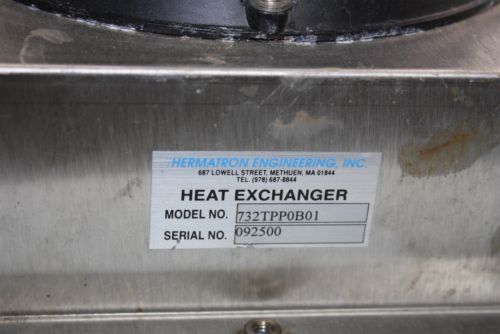 HERMATRON ENGINEERING, INC.
687 LOWELL STREET, METHUEN, MA 01844
TEL. (978) 687-8844
HEAT EXCHANGER
MODEL NO. 732TPP0B01
SERIAL NO. 092500